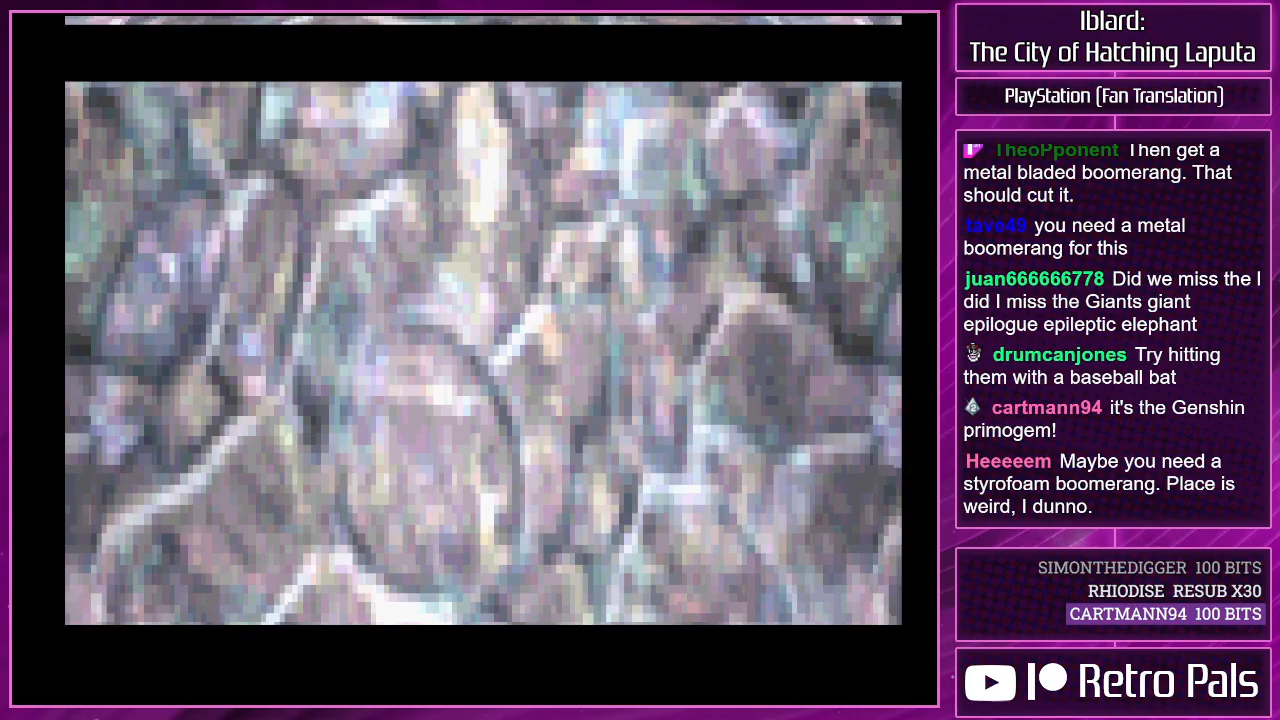 Iblard:
The City of Hatching Laputa
PlayStation (Fan Translation)
TheoPponent Then get a
metal bladed boomerang. That
should cut it.
tave49 you need a metal
boomerang for this
juan666666778 Did we miss the I
did I miss the Giants giant
epilogue epileptic elephant
drumcanjones Try hitting
them with a baseball bat
cartmann94 it's the Genshin
primogem!
Heeeeem Maybe you need a
styrofoam boomerang. Place is
weird, I dunno.
SIMONTHEDIGGER 100 BITS
RHIODISE RESUB X30
CARTMANN94 100 BITS
Retro Pals